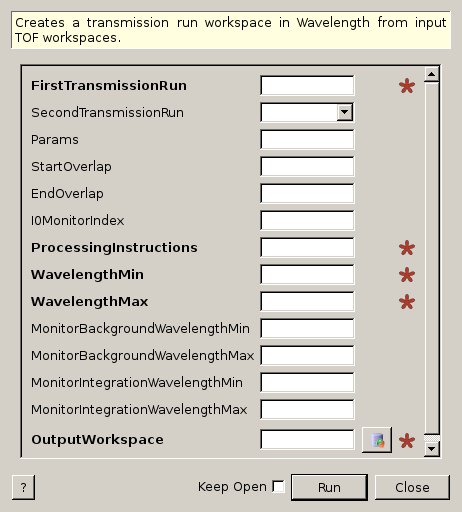 Creates a transmission run workspace in Wavelength from input
TOF workspaces.
FirstTransmissionRun
SecondTransmissionRun
Params
StartOverlap
EndOverlap
I0MonitorIndex
ProcessingInstructions
WavelengthMin
WavelengthMax
MonitorBackgroundWavelengthMin
MonitorBackgroundWavelengthMax
MonitorIntegrationWavelengthMin
MonitorIntegrationWavelengthMax
OutputWorkspace
? Keep Open Run Close